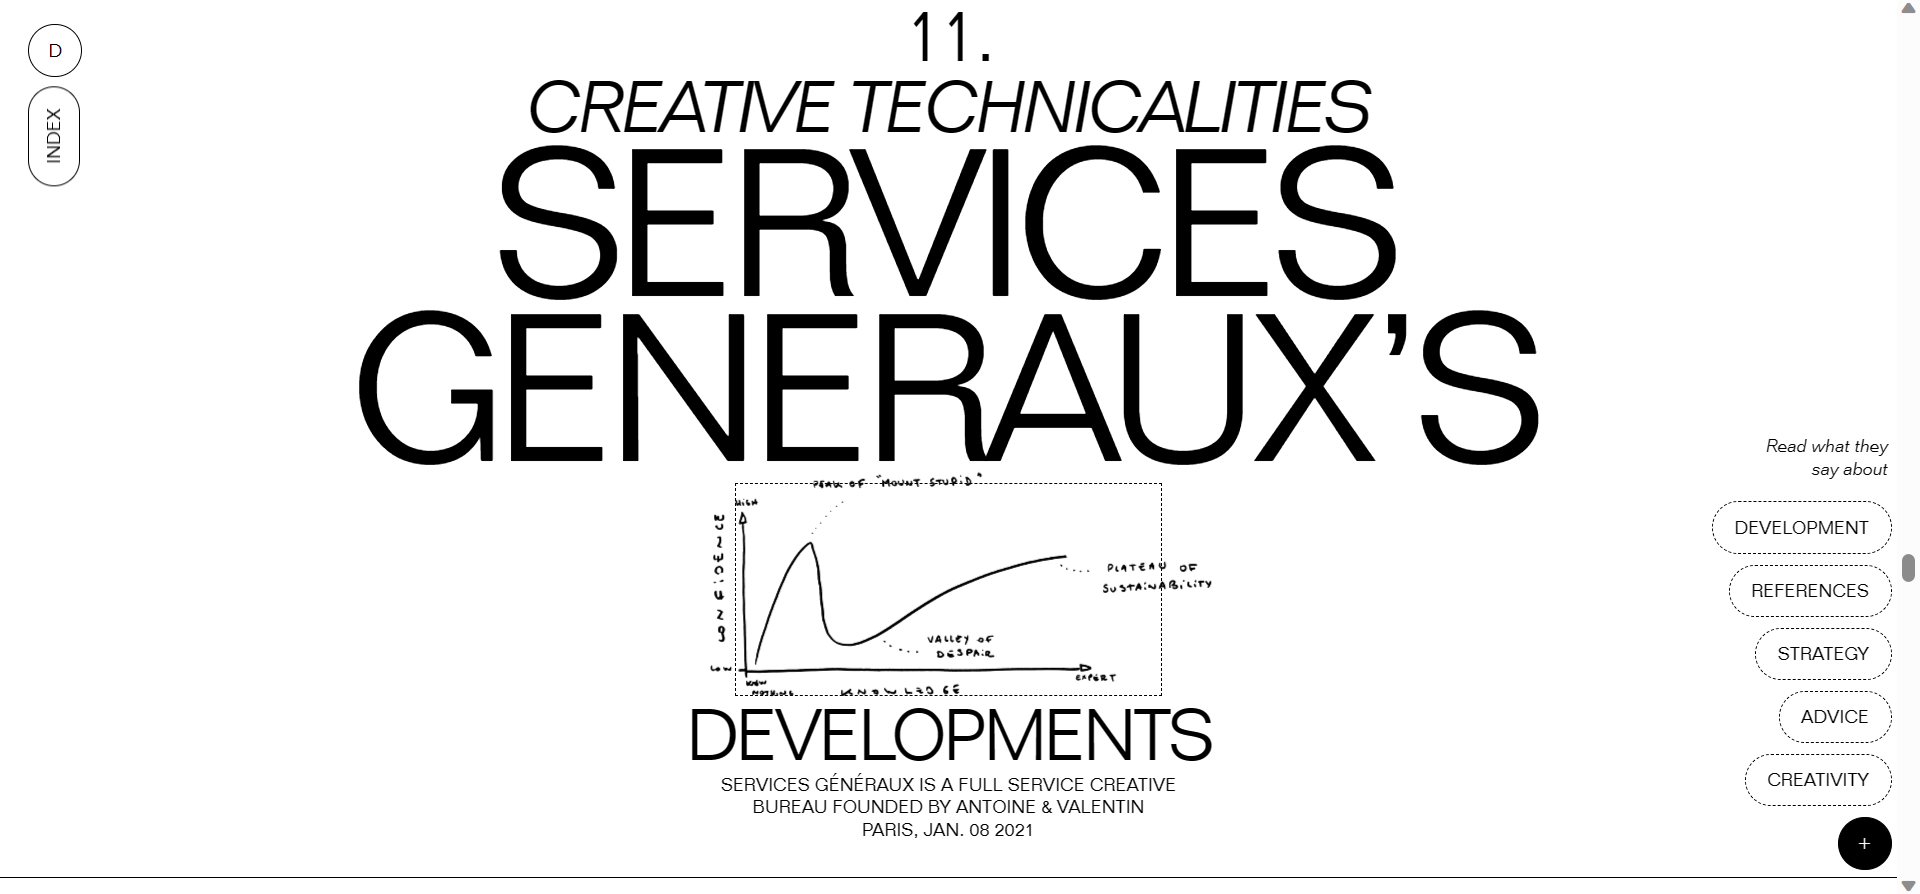 D
INDEX
11.
CREATIVE TECHNICALITIES
SERVICES
GENERAUX’S
PEAK OF "MOUNT STUPID"
HIGH
CONFIDENCE
PLATEAU OF
SUSTAINABILITY
VALLEY OF
DESPAIR
LOW
EXPERT
KNOW
NOTHING
KNOWLEDGE
DEVELOPMENTS
SERVICES GÉNÉRAUX IS A FULL SERVICE CREATIVE
BUREAU FOUNDED BY ANTOINE & VALENTIN
PARIS, JAN. 08 2021
Read what they
say about
DEVELOPMENT
REFERENCES
STRATEGY
ADVICE
CREATIVITY
+